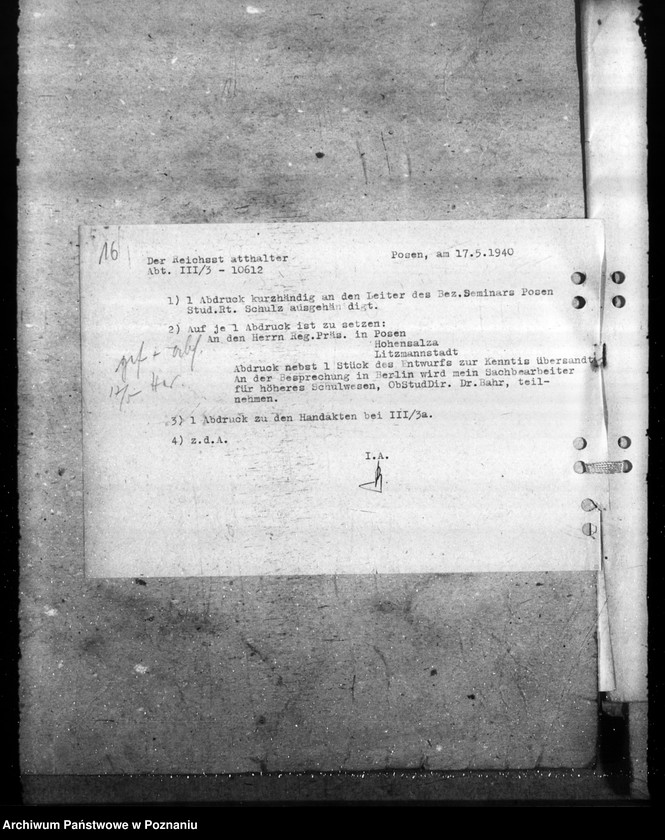 16
Der Reichsst atthalter
Posen, am 17.5.1940
Abt. III/3 - 10612
1) 1 Abdruck kurzhändig an den Leiter des Bez.Seminars Posen
Stud.Rt. Schulz ausgehän digt.
2) Auf je 1 Abdruck ist zu setzen:
An den Herrn Reg.Präs. in Posen
Hohensalza
Litzmannstadt
Abdruck nebst 1 Stück des Entwurfs zur Kenntis übersandt.
An der Besprechung in Berlin wird mein Sachbearbeiter
für höheres Schulwesen, ObStudDir. Dr.Bahr, teil-
nehmen.
3) 1 Abdruck zu den Handakten bei III/3a.
4) z.d.A.
I.A.
Archiwum Państwowe w Poznaniu